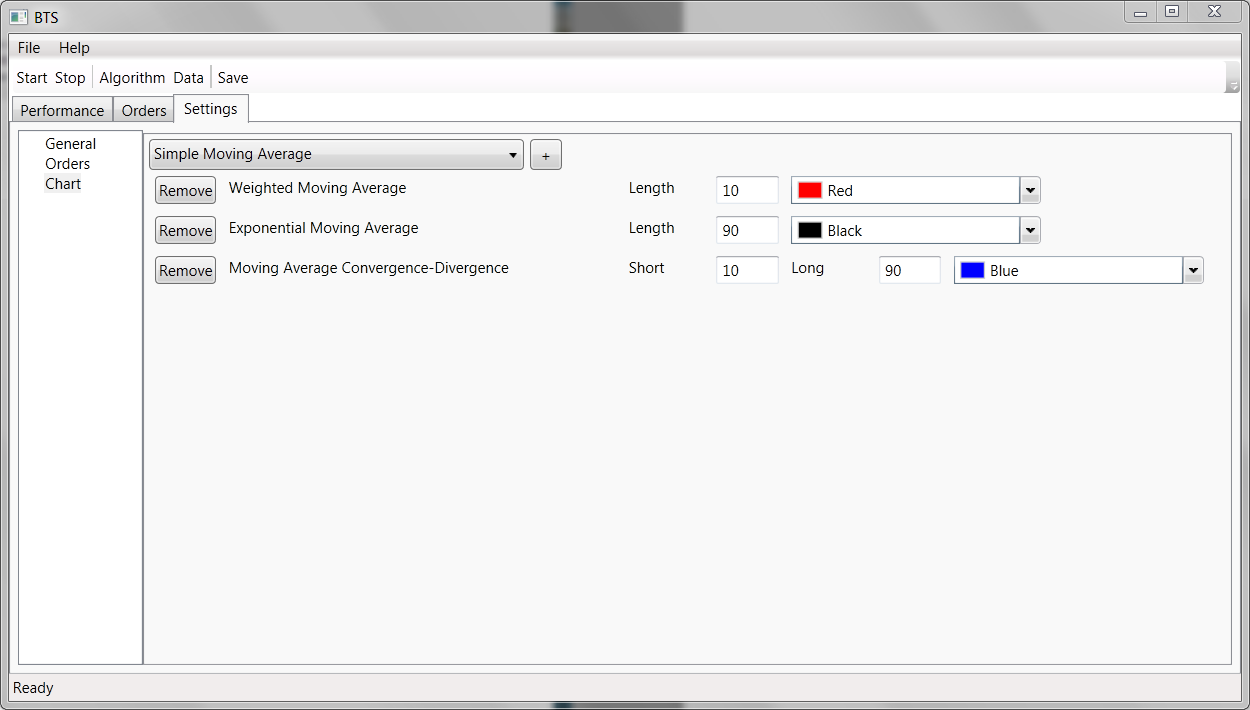 BTS
File Help
Start Stop Algorithm Data Save
Performance Orders Settings
General
Orders
Chart
Simple Moving Average +
Remove Weighted Moving Average Length 10 Red
Remove Exponential Moving Average Length 90 Black
Remove Moving Average Convergence-Divergence Short 10 Long 90 Blue
Ready